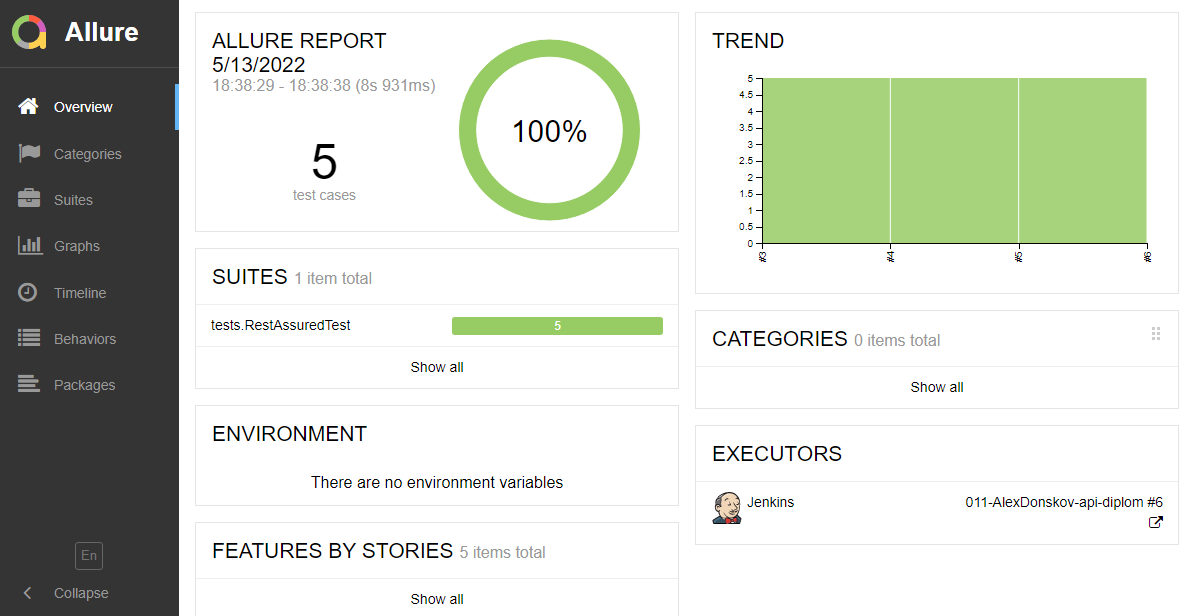 Allure
Overview
Categories
Suites
Graphs
Timeline
Behaviors
Packages
En
Collapse
ALLURE REPORT
5/13/2022
18:38:29 - 18:38:38 (8s 931ms)
5
test cases
100%
SUITES 1 item total
tests.RestAssuredTest 5
Show all
ENVIRONMENT
There are no environment variables
FEATURES BY STORIES 5 items total
Show all
TREND
5
4.5
4
3.5
3
2.5
2
1.5
1
0.5
0
#3 #4 #5 #6
CATEGORIES 0 items total
Show all
EXECUTORS
Jenkins 011-AlexDonskov-api-diplom #6